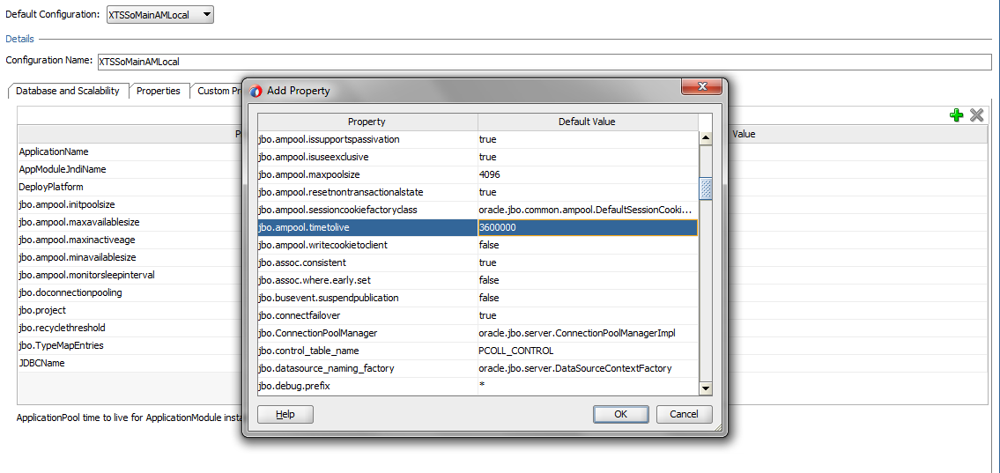 Default Configuration: XTSSoMainAMLocal
Details
Configuration Name: XTSSoMainAMLocal
Database and Scalability Properties Custom Pr
Value
ApplicationName
AppModuleJndiName
DeployPlatform
jbo.ampool.initpoolsize
jbo.ampool.maxavailablesize
jbo.ampool.maxinactiveage
jbo.ampool.minavailablesize
jbo.ampool.monitorsleepinterval
jbo.doconnectionpooling
jbo.project
jbo.recyclethreshold
jbo.TypeMapEntries
JDBCName
ApplicationPool time to live for ApplicationModule insta
Add Property
Property Default Value
jbo.ampool.issupportspassivation true
jbo.ampool.isuseexclusive true
jbo.ampool.maxpoolsize 4096
jbo.ampool.resetnontransactionalstate true
jbo.ampool.sessioncookiefactoryclass oracle.jbo.common.ampool.DefaultSessionCooki...
jbo.ampool.timetolive 3600000
jbo.ampool.writecookietoclient false
jbo.assoc.consistent true
jbo.assoc.where.early.set false
jbo.busevent.suspendpublication false
jbo.connectfailover true
jbo.ConnectionPoolManager oracle.jbo.server.ConnectionPoolManagerImpl
jbo.control_table_name PCOLL_CONTROL
jbo.datasource_naming_factory oracle.jbo.server.DataSourceContextFactory
jbo.debug.prefix *
Help OK Cancel